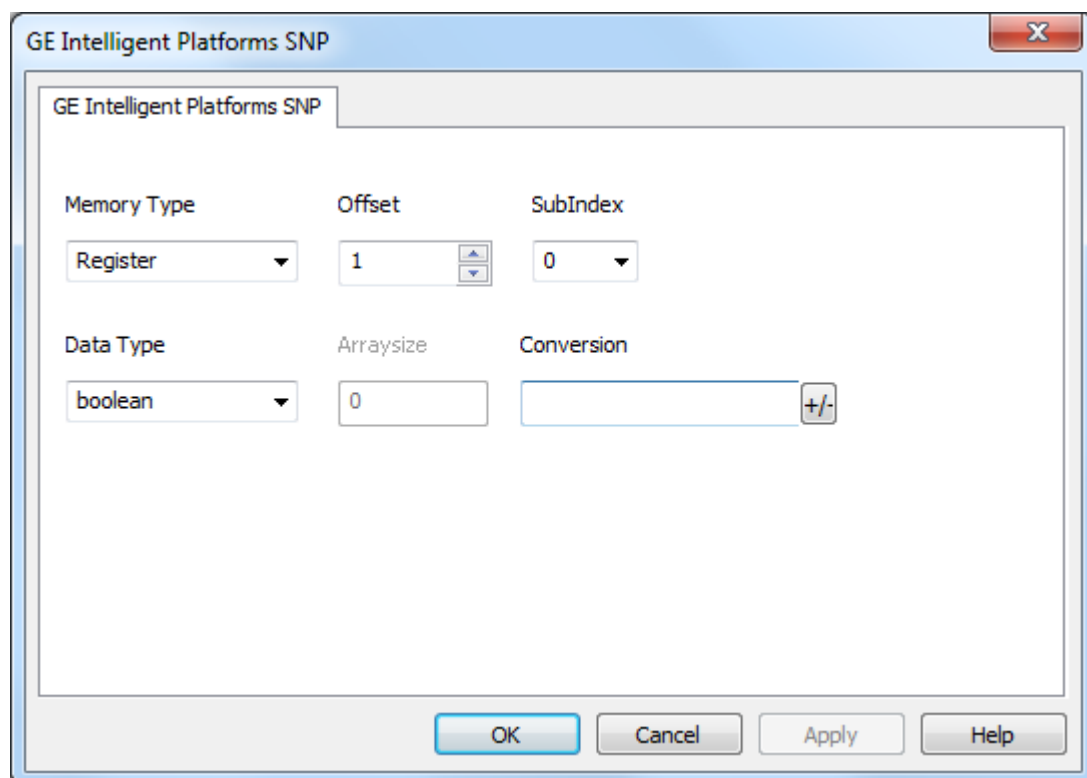 GE Intelligent Platforms SNP
GE Intelligent Platforms SNP
Memory Type Offset SubIndex
Register 1 0
Data Type Arraysize Conversion
boolean 0 +/-
OK Cancel Apply Help